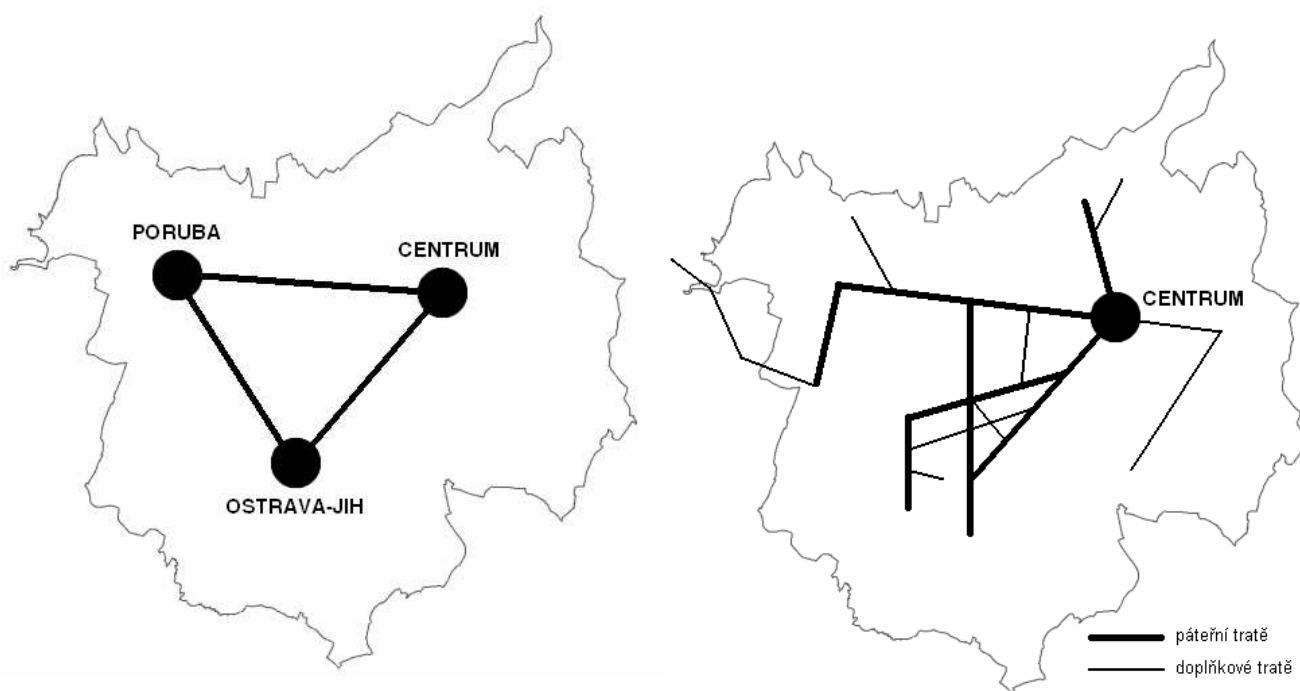 PORUBA
CENTRUM
OSTRAVA-JIH
CENTRUM
páteřní tratě
doplňkové tratě